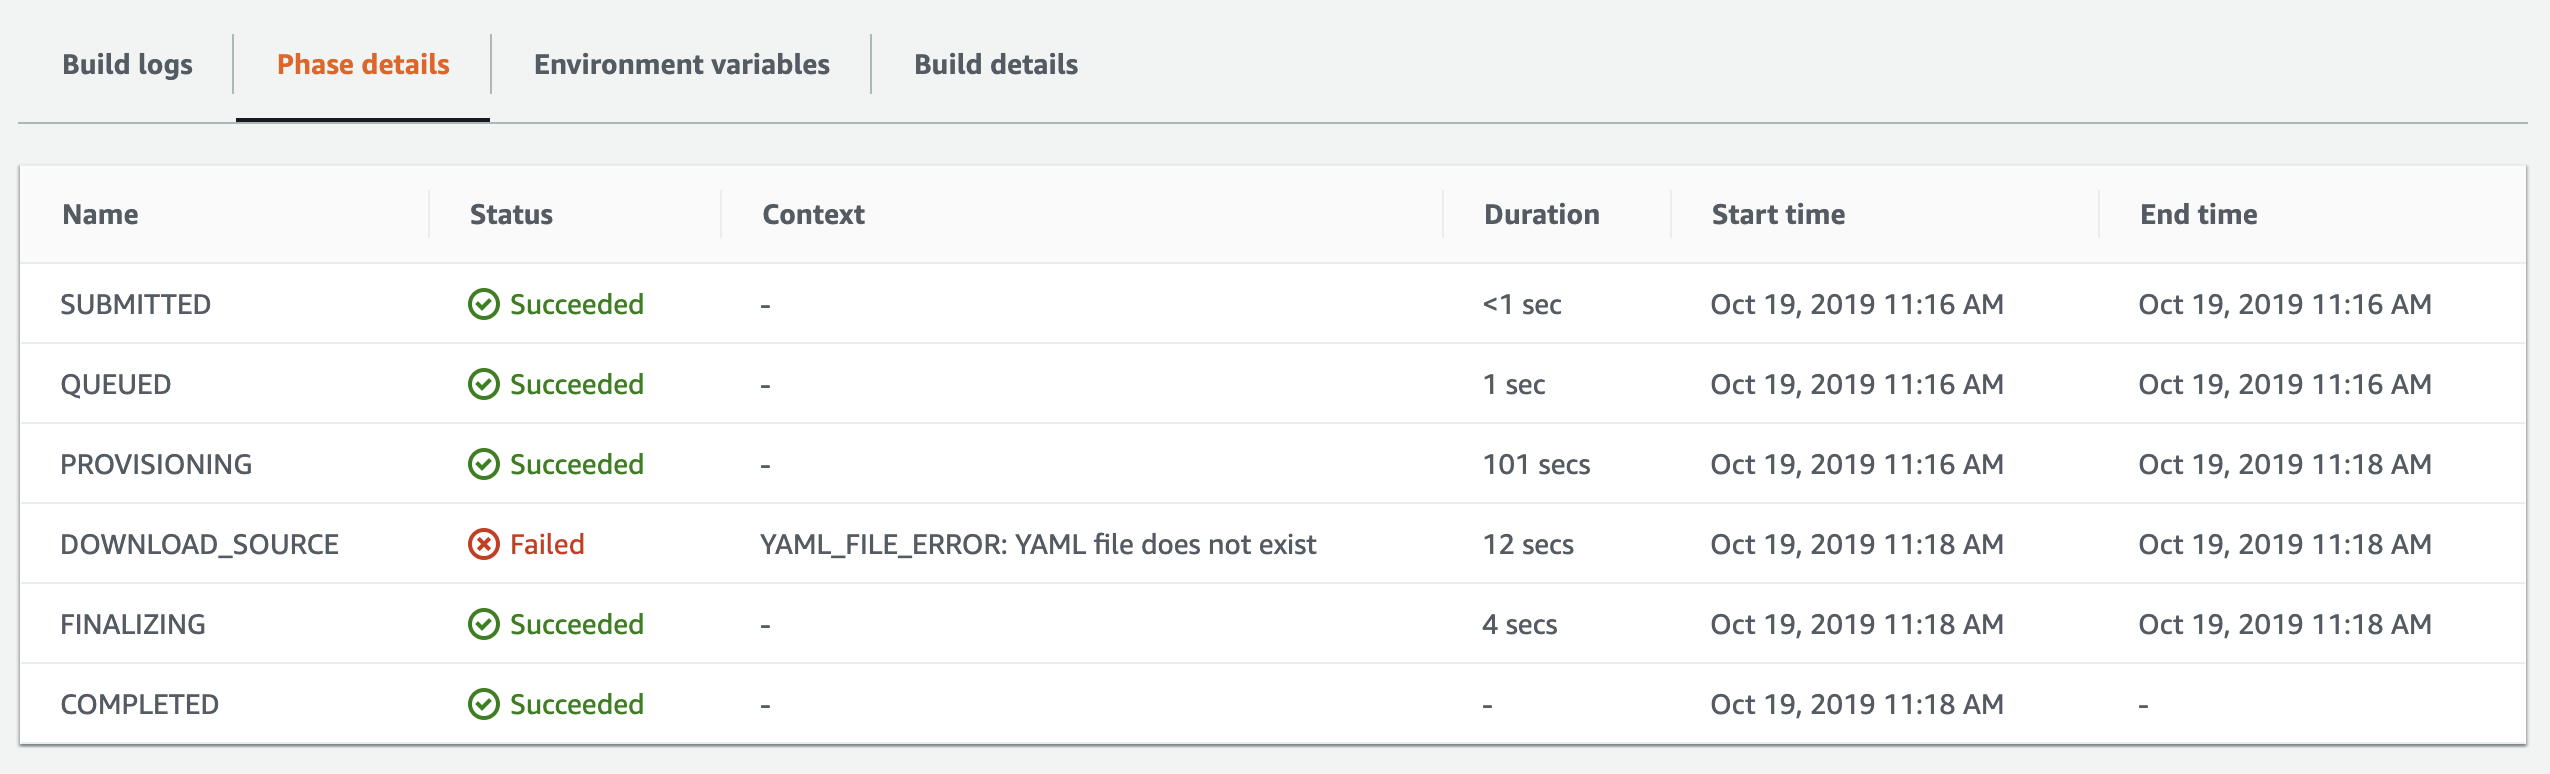 Build logs Phase details Environment variables Build details
Name Status Context Duration Start time End time
SUBMITTED Succeeded - <1 sec Oct 19, 2019 11:16 AM Oct 19, 2019 11:16 AM
QUEUED Succeeded - 1 sec Oct 19, 2019 11:16 AM Oct 19, 2019 11:16 AM
PROVISIONING Succeeded - 101 secs Oct 19, 2019 11:16 AM Oct 19, 2019 11:18 AM
DOWNLOAD_SOURCE Failed YAML_FILE_ERROR: YAML file does not exist 12 secs Oct 19, 2019 11:18 AM Oct 19, 2019 11:18 AM
FINALIZING Succeeded - 4 secs Oct 19, 2019 11:18 AM Oct 19, 2019 11:18 AM
COMPLETED Succeeded - - Oct 19, 2019 11:18 AM -